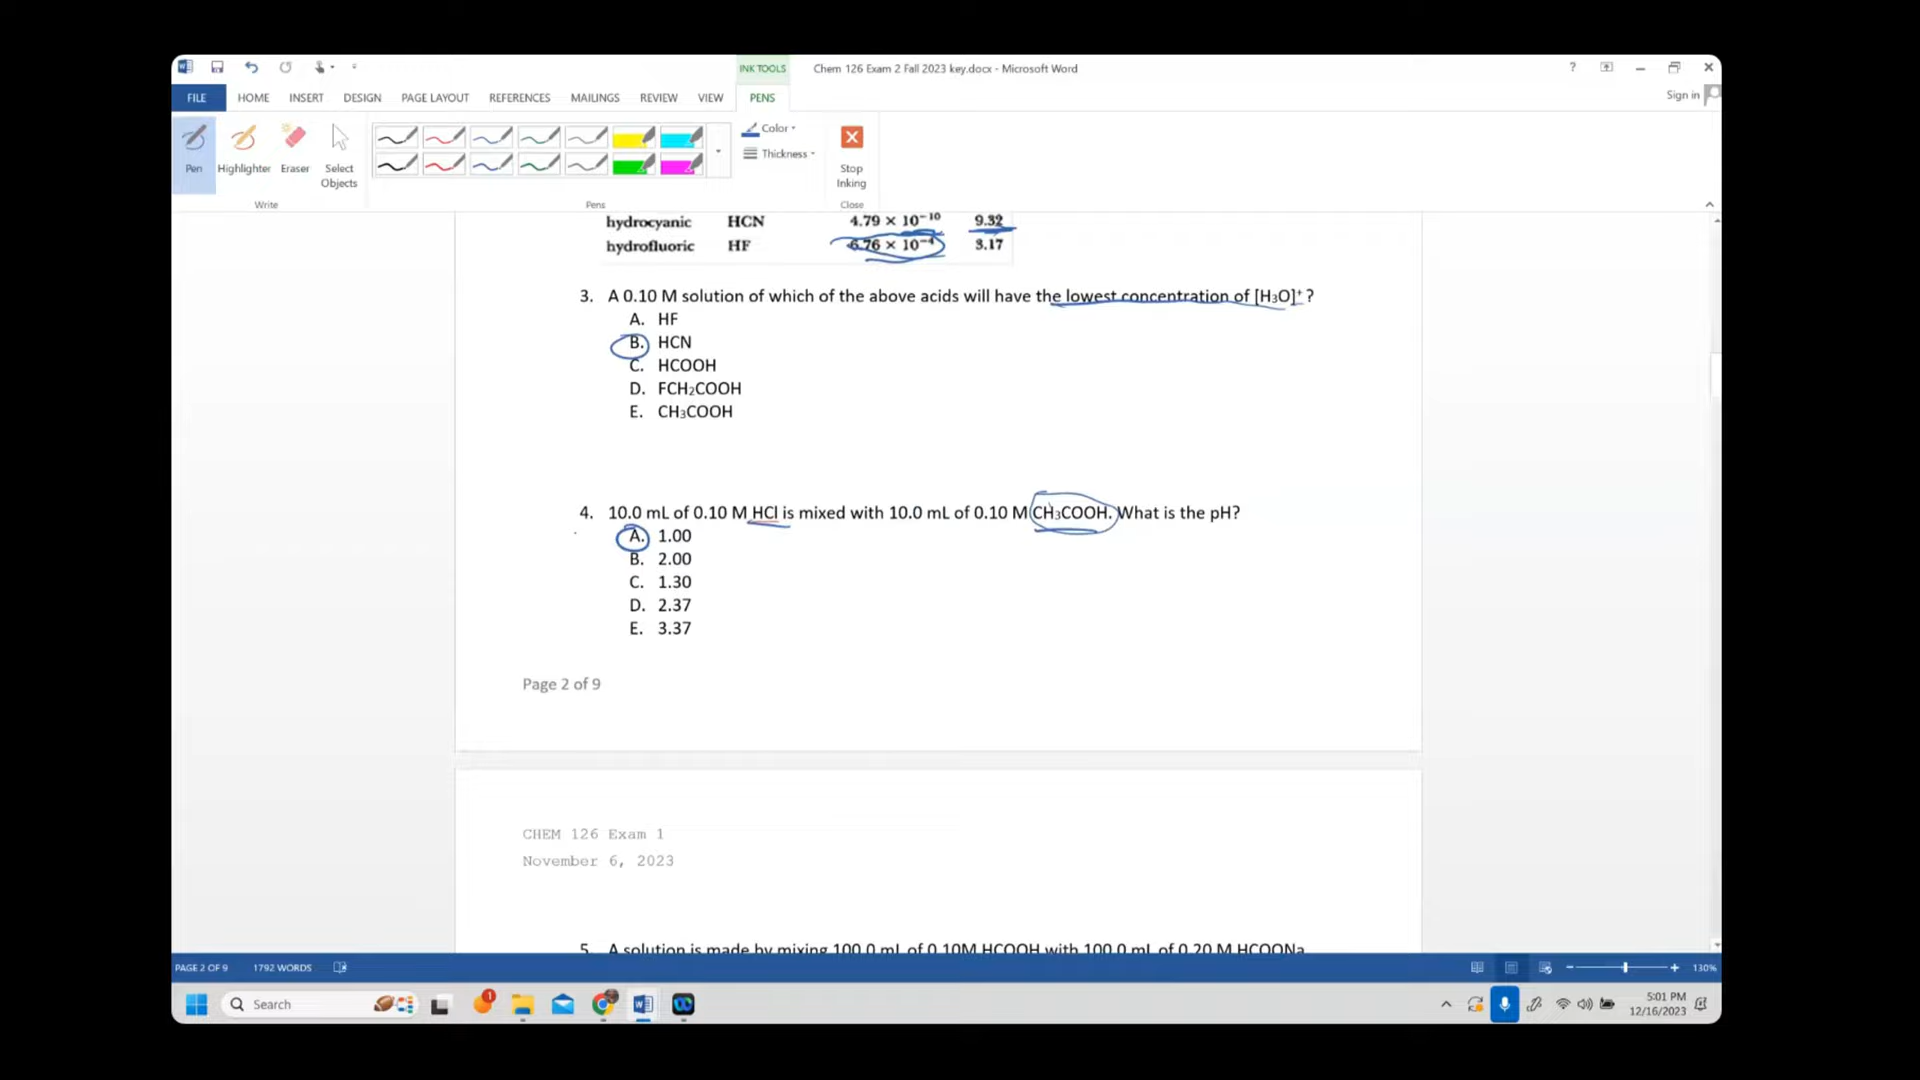 INK TOOLS
Chem 126 Exam 2 Fall 2023 key.docx - Microsoft Word
?
FILE HOME INSERT DESIGN PAGE LAYOUT REFERENCES MAILINGS REVIEW VIEW PENS
Sign in
Pen Highlighter Eraser Select Objects
Color
Thickness
Stop Inking
Write Pens Close
hydrocyanic HCN 4.79 × 10⁻¹⁰ 9.32
hydrofluoric HF 6.76 × 10⁻⁴ 3.17
3. A 0.10 M solution of which of the above acids will have the lowest concentration of [H₃O]⁺ ?
A. HF
B. HCN
C. HCOOH
D. FCH₂COOH
E. CH₃COOH
4. 10.0 mL of 0.10 M HCl is mixed with 10.0 mL of 0.10 M CH₃COOH. What is the pH?
A. 1.00
B. 2.00
C. 1.30
D. 2.37
E. 3.37
Page 2 of 9
CHEM 126 Exam 1
November 6, 2023
5. A solution is made by mixing 100.0 mL of 0.10M HCOOH with 100.0 mL of 0.20 M HCOONa
PAGE 2 OF 9 1792 WORDS
130%
Search
1
5:01 PM
12/16/2023